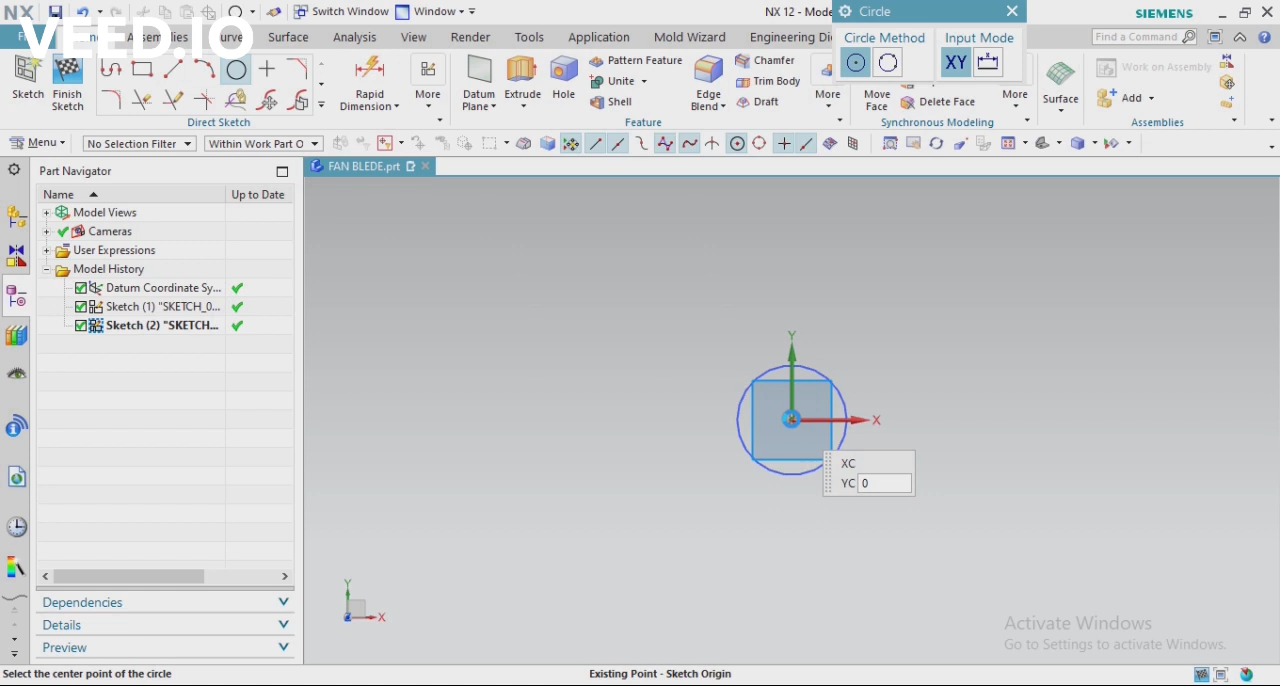 NX
Switch Window
Window
NX 12 - Mode
Circle
SIEMENS
VEED.IO
Assemblies
Curve
Surface
Analysis
View
Render
Tools
Application
Mold Wizard
Engineering Di
Find a Command
Circle Method
Input Mode
XY
Sketch
Finish Sketch
Rapid Dimension
More
Direct Sketch
Datum Plane
Extrude
Hole
Pattern Feature
Unite
Shell
Edge Blend
Chamfer
Trim Body
Draft
More
Feature
Move Face
Delete Face
More
Synchronous Modeling
Surface
Work on Assembly
Add
Assemblies
Menu
No Selection Filter
Within Work Part O
Part Navigator
FAN BLEDE.prt
Name
Up to Date
Model Views
Cameras
User Expressions
Model History
Datum Coordinate Sy...
Sketch (1) "SKETCH_0...
Sketch (2) "SKETCH...
Y
X
XC
YC 0
Y
X
Dependencies
Details
Preview
Activate Windows
Go to Settings to activate Windows.
Select the center point of the circle
Existing Point - Sketch Origin